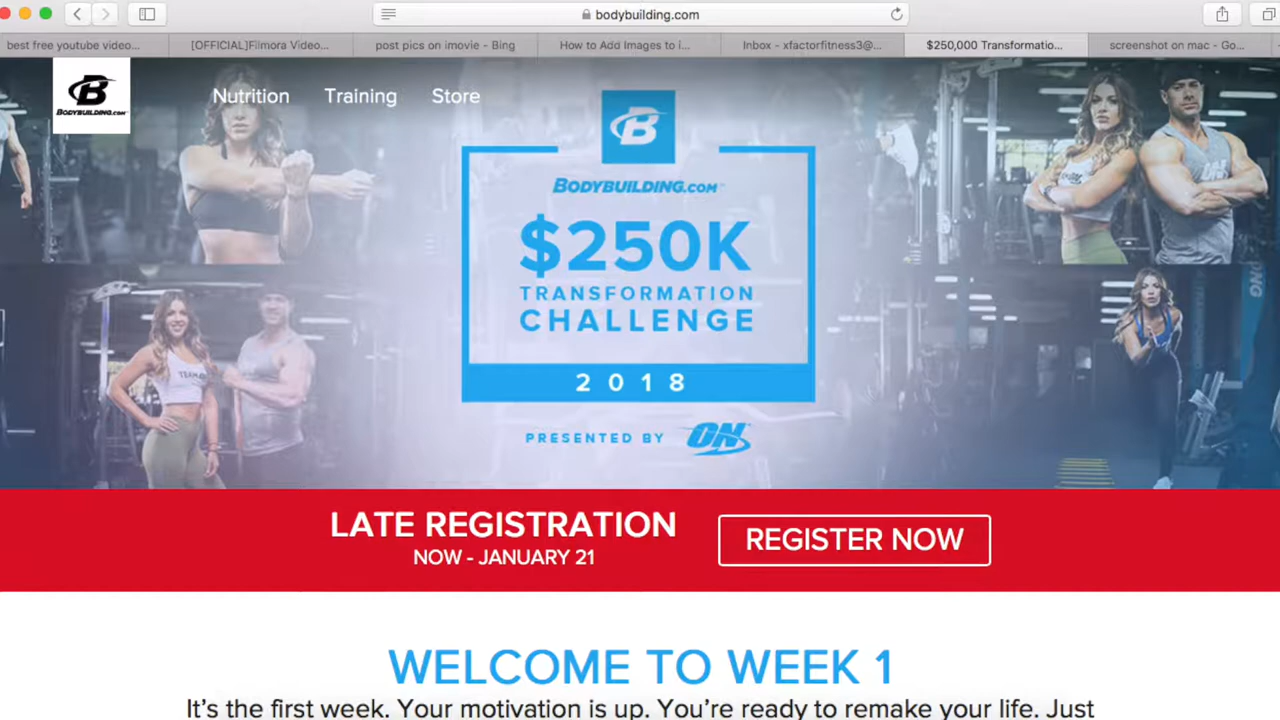 bodybuilding.com
best free youtube video...
[OFFICIAL]Filmora Video...
post pics on imovie - Bing
How to Add Images to i...
Inbox - xfactorfitness3@...
$250,000 Transformatio...
screenshot on mac - Go...
B
BODYBUILDING.com
Nutrition
Training
Store
B
BODYBUILDING.com™
$250K
TRANSFORMATION
CHALLENGE
2018
PRESENTED BY ON
LATE REGISTRATION
NOW - JANUARY 21
REGISTER NOW
WELCOME TO WEEK 1
It's the first week. Your motivation is up. You're ready to remake your life. Just